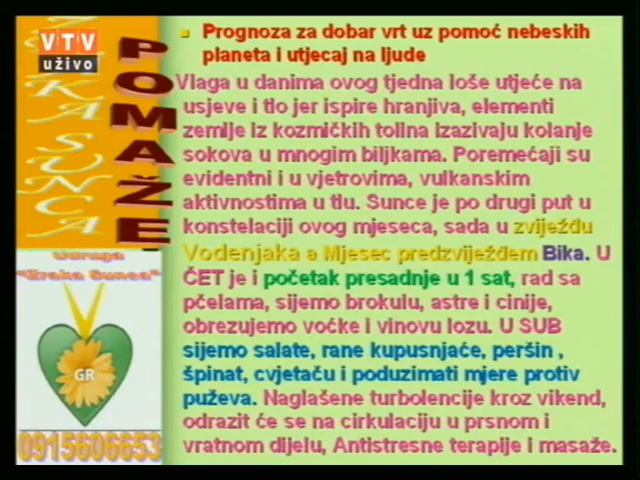 VTV
uživo
ZRAKA SUNCA
POMAŽE
Udruga
"Zraka Sunca"
GR
0915606653
Prognoza za dobar vrt uz pomoć nebeskih
planeta i utjecaj na ljude
Vlaga u danima ovog tjedna loše utjeće na
usjeve i tlo jer ispire hranjiva, elementi
zemlje iz kozmičkih tolina izazivaju kolanje
sokova u mnogim biljkama. Poremećaji su
evidentni i u vjetrovima, vulkanskim
aktivnostima u tlu. Sunce je po drugi put u
konstelaciji ovog mjeseca, sada u zviježđu
Vodenjaka a Mjesec predzviježđem Bika. U
ČET je i početak presadnje u 1 sat, rad sa
pčelama, sijemo brokulu, astre i cinije,
obrezujemo voćke i vinovu lozu. U SUB
sijemo salate, rane kupusnjaće, peršin ,
špinat, cvjetaču i poduzimati mjere protiv
puževa. Naglašene turbolencije kroz vikend,
odrazit će se na cirkulaciju u prsnom i
vratnom dijelu, Antistresne terapije i masaže.